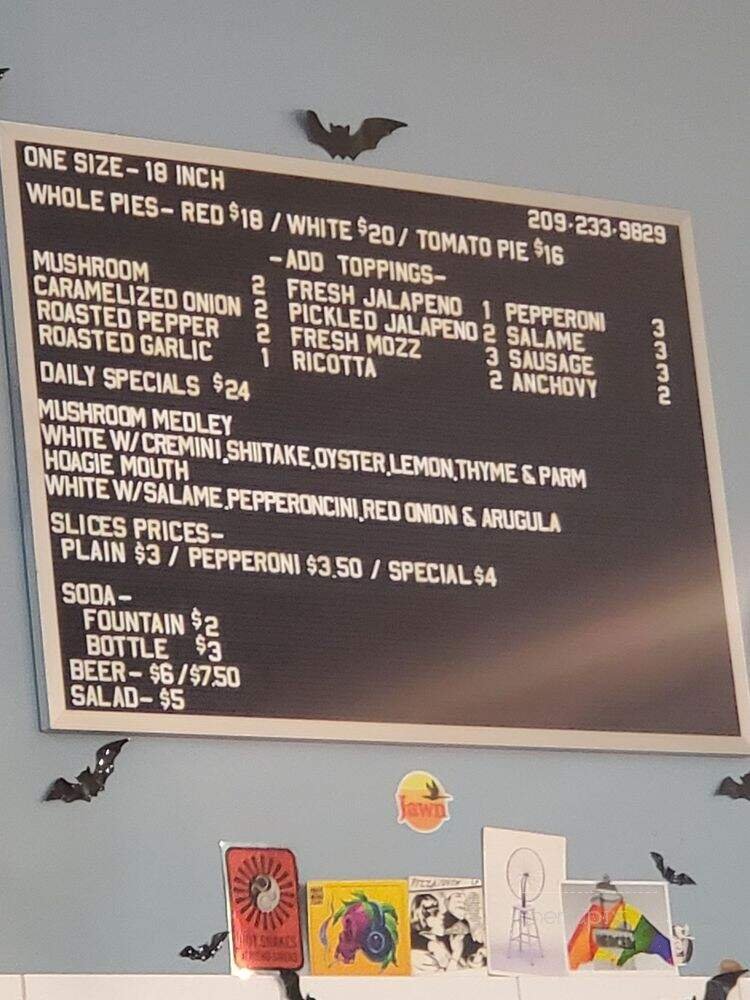 ONE SIZE- 18 INCH
209-233-9829
WHOLE PIES- RED $18 / WHITE $20 / TOMATO PIE $16
-ADD TOPPINGS-
MUSHROOM 2 FRESH JALAPENO 1 PEPPERONI 3
CARAMELIZED ONION 2 PICKLED JALAPENO 2 SALAME 3
ROASTED PEPPER 2 FRESH MOZZ 3 SAUSAGE 3
ROASTED GARLIC 1 RICOTTA 2 ANCHOVY 2
DAILY SPECIALS $24
MUSHROOM MEDLEY
WHITE W/CREMINI,SHIITAKE,OYSTER,LEMON,THYME & PARM
HOAGIE MOUTH
WHITE W/SALAME,PEPPERONCINI,RED ONION & ARUGULA
SLICES PRICES-
PLAIN $3 / PEPPERONI $3.50 / SPECIAL $4
SODA-
FOUNTAIN $2
BOTTLE $3
BEER- $6/$7.50
SALAD- $5
Jawn
HOT SNAKES
MERCED